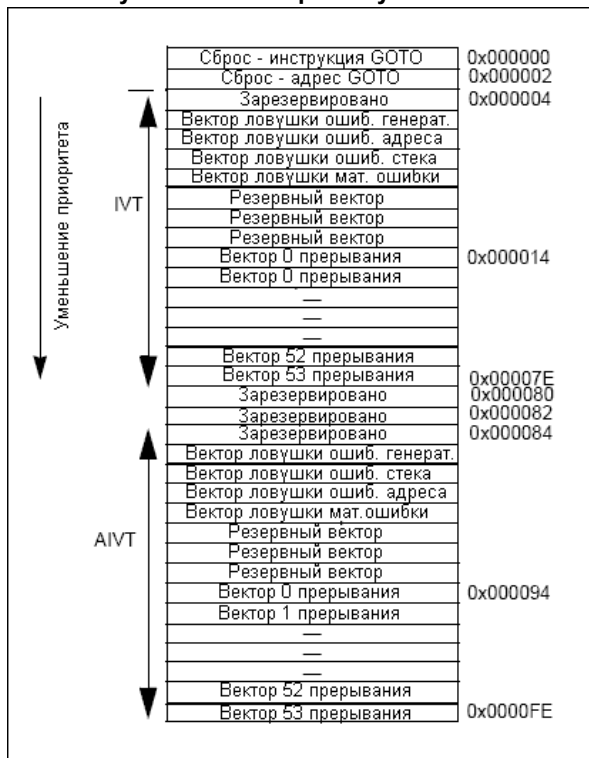 Сброс - инструкция GOTO 0x000000
Сброс - адрес GOTO 0x000002
Зарезервировано 0x000004
Вектор ловушки ошиб. генерат.
Вектор ловушки ошиб. адреса
Вектор ловушки ошиб. стека
Вектор ловушки мат. ошибки
Резервный вектор
Резервный вектор
Резервный вектор
Вектор 0 прерывания 0x000014
Вектор 0 прерывания
—
—
—
Вектор 52 прерывания
Вектор 53 прерывания 0x00007E
Уменьшение приоритета
IVT
Зарезервировано 0x000080
Зарезервировано 0x000082
Зарезервировано 0x000084
Вектор ловушки ошиб. генерат.
Вектор ловушки ошиб. стека
Вектор ловушки ошиб. адреса
Вектор ловушки мат.ошибки
Резервный вектор
Резервный вектор
Резервный вектор
Вектор 0 прерывания 0x000094
Вектор 1 прерывания
—
—
—
Вектор 52 прерывания
Вектор 53 прерывания 0x0000FE
AIVT